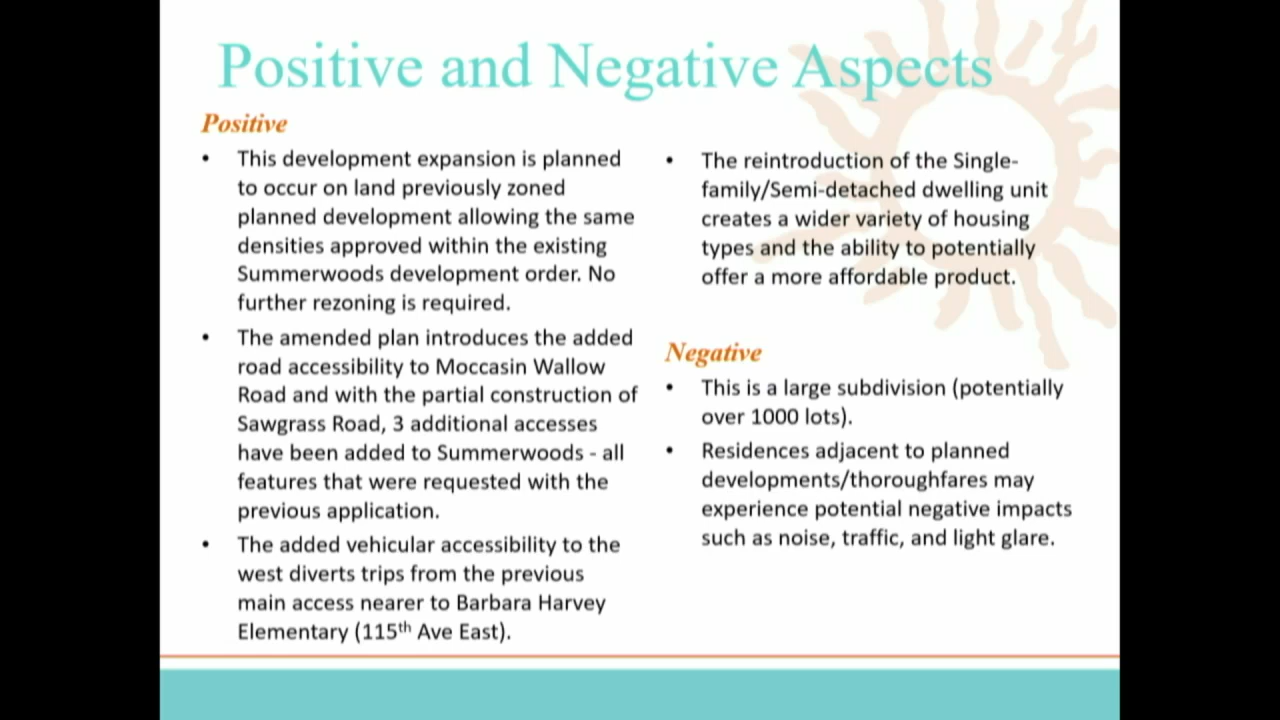 Positive and Negative Aspects
Positive
• This development expansion is planned
to occur on land previously zoned
planned development allowing the same
densities approved within the existing
Summerwoods development order. No
further rezoning is required.
• The amended plan introduces the added
road accessibility to Moccasin Wallow
Road and with the partial construction of
Sawgrass Road, 3 additional accesses
have been added to Summerwoods - all
features that were requested with the
previous application.
• The added vehicular accessibility to the
west diverts trips from the previous
main access nearer to Barbara Harvey
Elementary (115th Ave East).
• The reintroduction of the Single-
family/Semi-detached dwelling unit
creates a wider variety of housing
types and the ability to potentially
offer a more affordable product.
Negative
• This is a large subdivision (potentially
over 1000 lots).
• Residences adjacent to planned
developments/thoroughfares may
experience potential negative impacts
such as noise, traffic, and light glare.